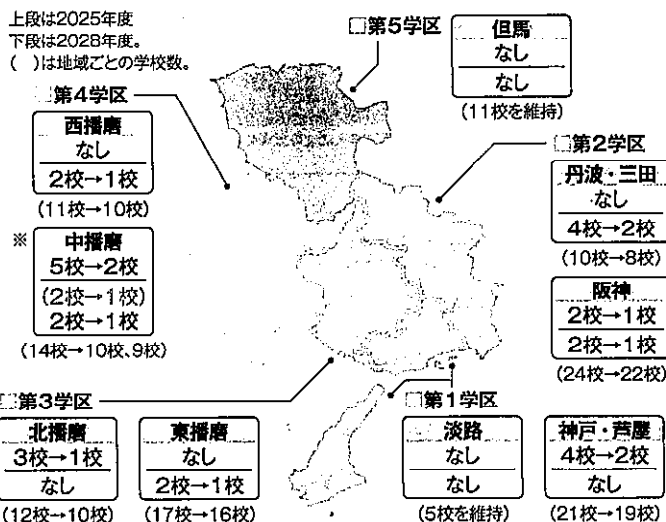 上段は2025年度
下段は2028年度。
( )は地域ごとの学校数。
第5学区
但馬
なし
なし
(11校を維持)
第4学区
西播磨
なし
2校→1校
(11校→10校)
※
中播磨
5校→2校
(2校→1校)
2校→1校
(14校→10校、9校)
第2学区
丹波・三田
なし
4校→2校
(10校→8校)
阪神
2校→1校
2校→1校
(24校→22校)
第3学区
北播磨
3校→1校
なし
(12校→10校)
東播磨
なし
2校→1校
(17校→16校)
第1学区
淡路
なし
なし
(5校を維持)
神戸・芦屋
4校→2校
なし
(21校→19校)